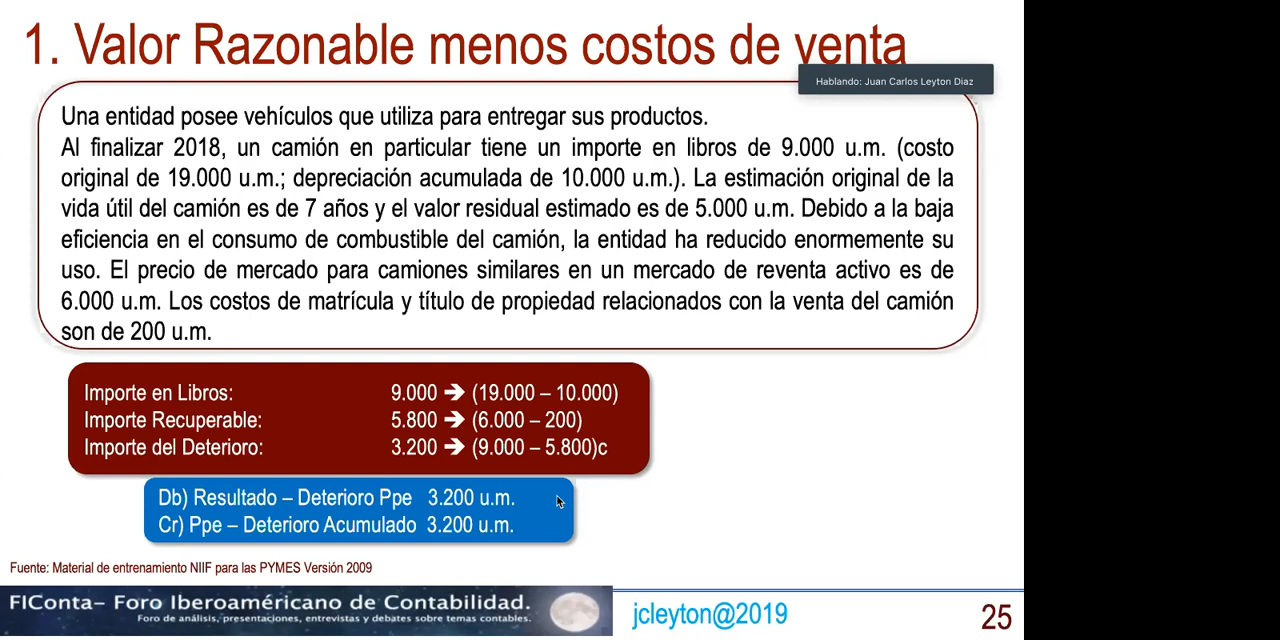 1. Valor Razonable menos costos de venta
Hablando: Juan Carlos Leyton Diaz
Una entidad posee vehículos que utiliza para entregar sus productos.
Al finalizar 2018, un camión en particular tiene un importe en libros de 9.000 u.m. (costo
original de 19.000 u.m.; depreciación acumulada de 10.000 u.m.). La estimación original de la
vida útil del camión es de 7 años y el valor residual estimado es de 5.000 u.m. Debido a la baja
eficiencia en el consumo de combustible del camión, la entidad ha reducido enormemente su
uso. El precio de mercado para camiones similares en un mercado de reventa activo es de
6.000 u.m. Los costos de matrícula y título de propiedad relacionados con la venta del camión
son de 200 u.m.
Importe en Libros: 9.000 ➔ (19.000 – 10.000)
Importe Recuperable: 5.800 ➔ (6.000 – 200)
Importe del Deterioro: 3.200 ➔ (9.000 – 5.800)c
Db) Resultado – Deterioro Ppe 3.200 u.m.
Cr) Ppe – Deterioro Acumulado 3.200 u.m.
Fuente: Material de entrenamiento NIIF para las PYMES Versión 2009
FIConta– Foro Iberoaméricano de Contabilidad.
Foro de análisis, presentaciones, entrevistas y debates sobre temas contables.
jcleyton@2019
25